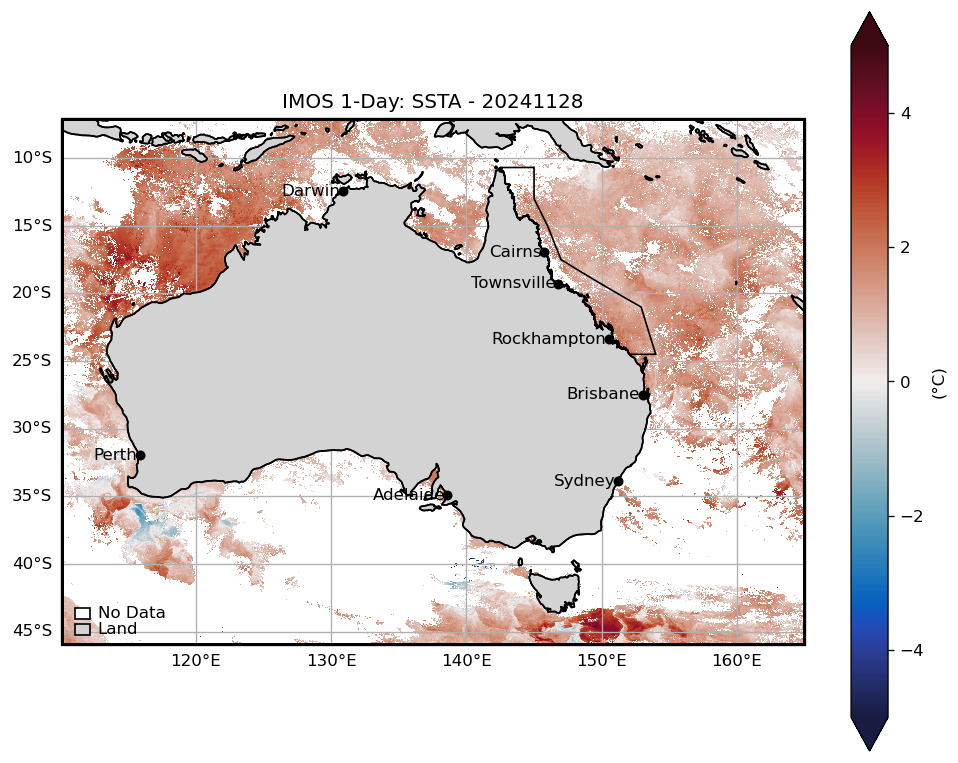 IMOS 1-Day: SSTA - 20241128
10°S
15°S
20°S
25°S
30°S
35°S
40°S
45°S
120°E
130°E
140°E
150°E
160°E
Darwin
Cairns
Townsville
Rockhampton
Brisbane
Perth
Sydney
Adelaide
No Data
Land
4
2
0
−2
−4
(°C)